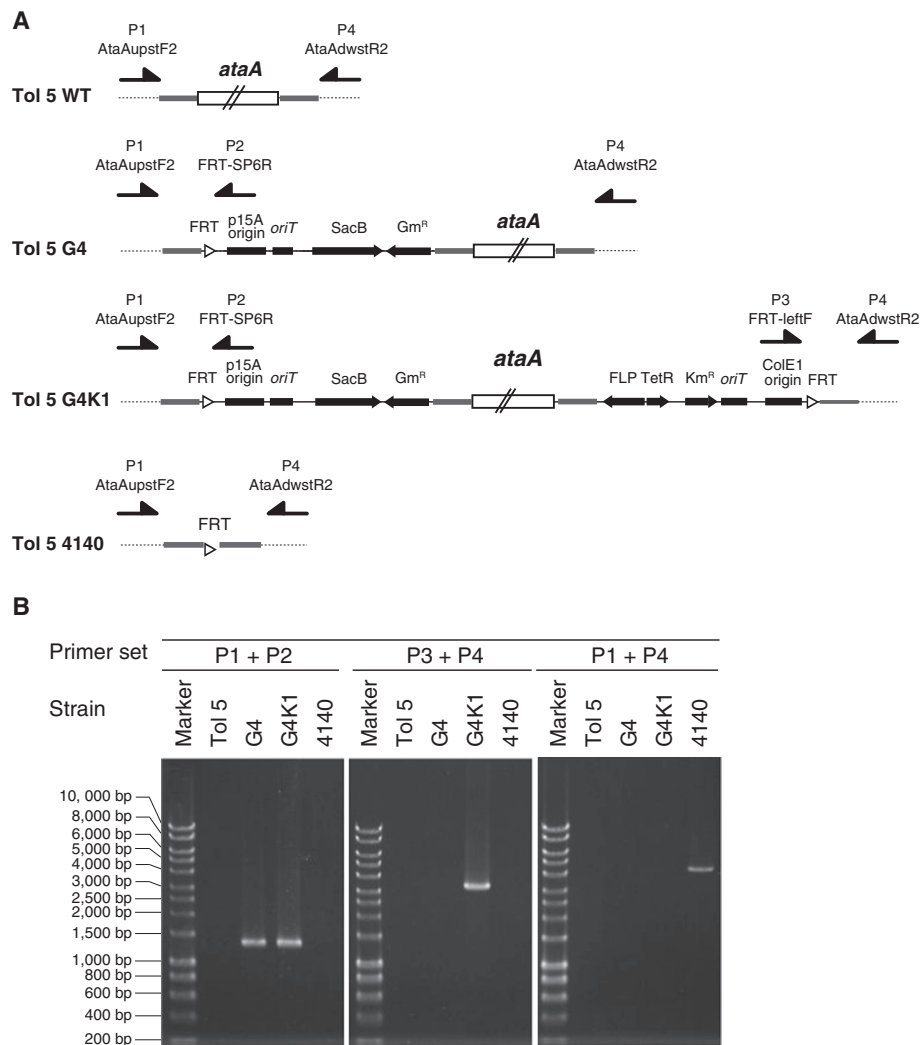 A
P1
AtaAupstF2
ataA
P4
AtaAdwstR2
Tol 5 WT
P1
AtaAupstF2
P2
FRT-SP6R
P4
AtaAdwstR2
FRT
p15A
origin
oriT
SacB
GmR
ataA
Tol 5 G4
P1
AtaAupstF2
P2
FRT-SP6R
P3
FRT-leftF
P4
AtaAdwstR2
FRT
p15A
origin
oriT
SacB
GmR
ataA
FLP TetR
KmR
oriT
ColE1
origin
FRT
Tol 5 G4K1
P1
AtaAupstF2
P4
AtaAdwstR2
FRT
Tol 5 4140
B
Primer set
P1 + P2
P3 + P4
P1 + P4
Strain
Marker
Tol 5
G4
G4K1
4140
Marker
Tol 5
G4
G4K1
4140
Marker
Tol 5
G4
G4K1
4140
10, 000 bp
8,000 bp
6,000 bp
5,000 bp
4,000 bp
3,000 bp
2,500 bp
2,000 bp
1,500 bp
1,000 bp
800 bp
600 bp
400 bp
200 bp